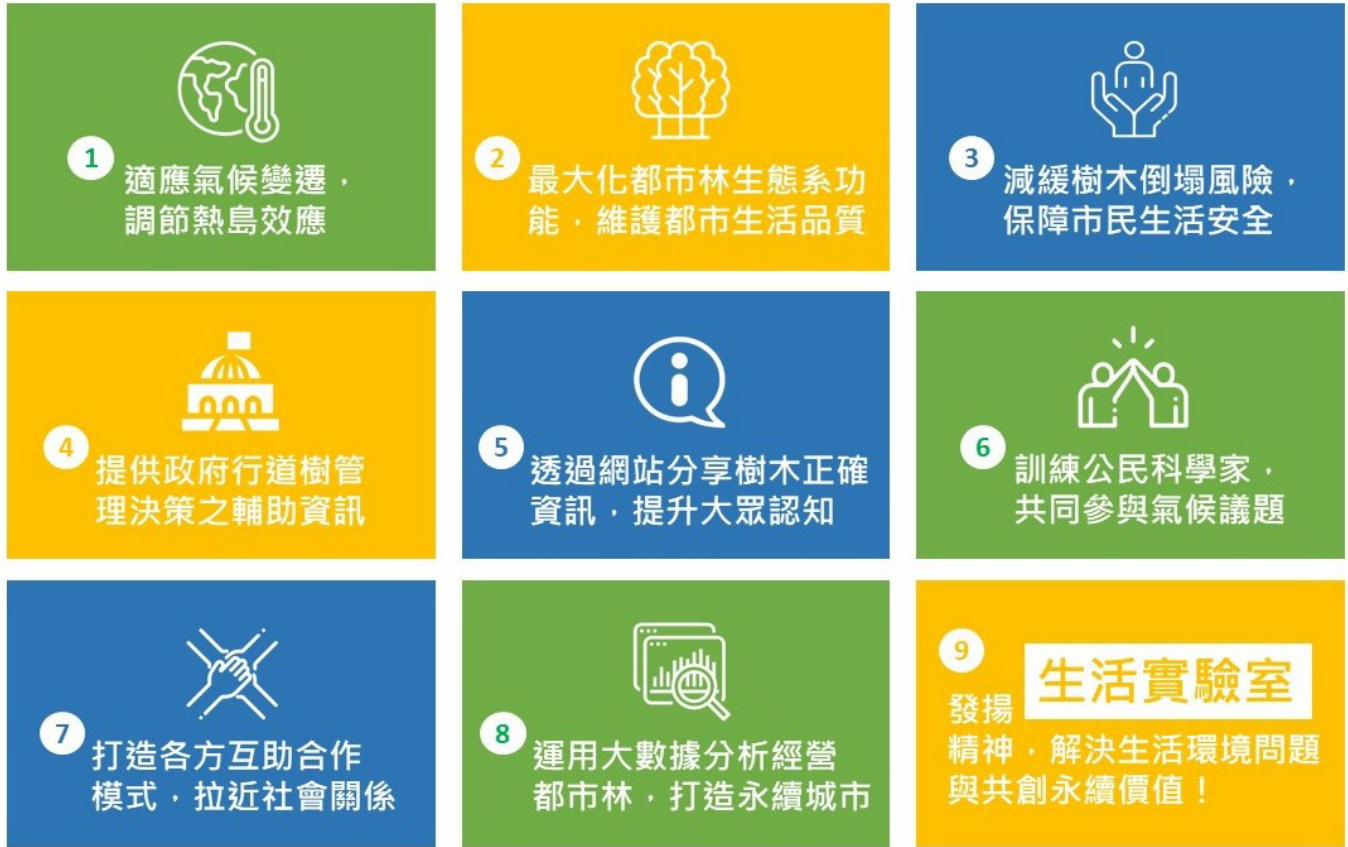 1
適應氣候變遷，
調節熱島效應
2
最大化都市林生態系功
能，維護都市生活品質
3
減緩樹木倒塌風險，
保障市民生活安全
4
提供政府行道樹管
理決策之輔助資訊
5
透過網站分享樹木正確
資訊，提升大眾認知
6
訓練公民科學家，
共同參與氣候議題
7
打造各方互助合作
模式，拉近社會關係
8
運用大數據分析經營
都市林，打造永續城市
9
發揚 生活實驗室
精神，解決生活環境問題
與共創永續價值！